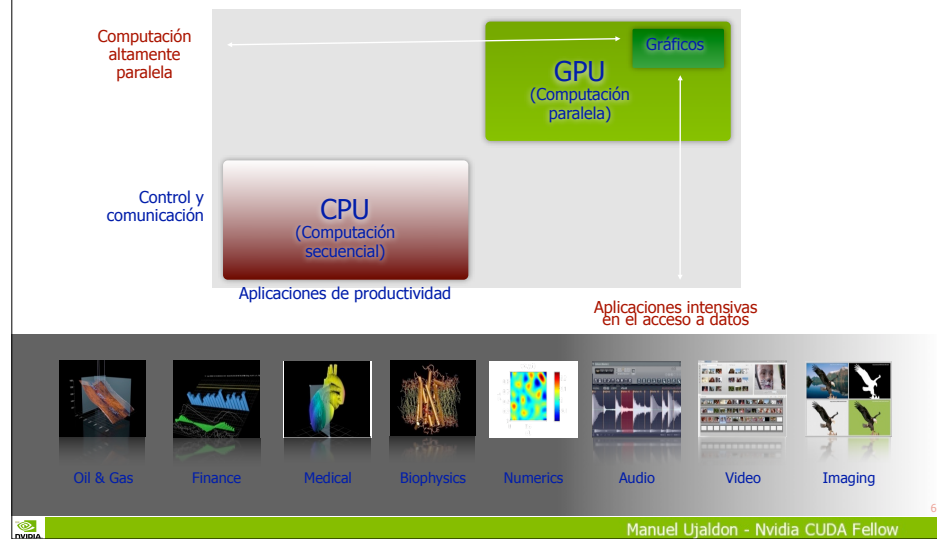 Computación
altamente
paralela
Gráficos
GPU
(Computación
paralela)
Control y
comunicación
CPU
(Computación
secuencial)
Aplicaciones de productividad
Aplicaciones intensivas
en el acceso a datos
Oil & Gas
Finance
Medical
Biophysics
Numerics
Audio
Video
Imaging
6
NVIDIA
Manuel Ujaldon - Nvidia CUDA Fellow